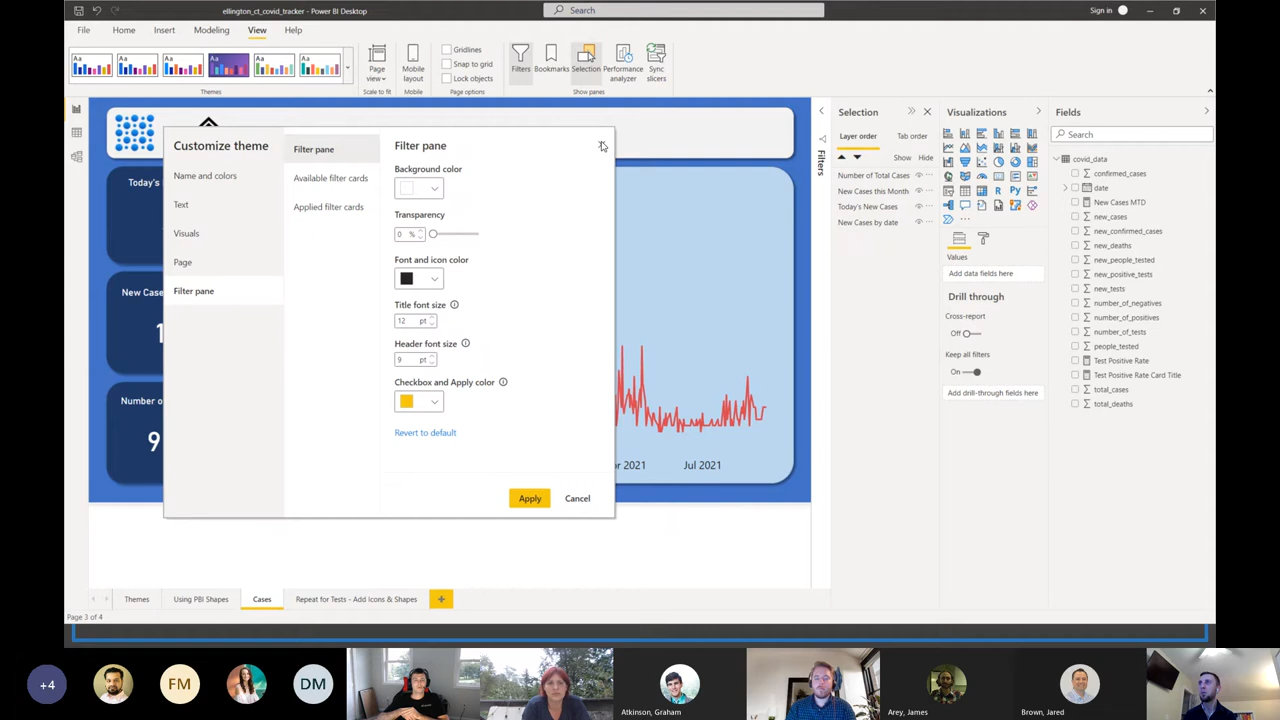 ellington_ct_covid_tracker - Power BI Desktop
Search
Sign in
File
Home
Insert
Modeling
View
Help
Aa
Aa
Aa
Aa
Aa
Aa
Themes
Page view
Scale to fit
Mobile layout
Mobile
Gridlines
Snap to grid
Lock objects
Page options
Filters
Bookmarks
Selection
Performance analyzer
Sync slicers
Show panes
Today's
New Case
1
Number o
9
Customize theme
Name and colors
Text
Visuals
Page
Filter pane
Filter pane
Available filter cards
Applied filter cards
Filter pane
Background color
Transparency
0 %
Font and icon color
Title font size
12 pt
Header font size
9 pt
Checkbox and Apply color
Revert to default
Apply
Cancel
r 2021
Jul 2021
Filters
Selection
Layer order
Tab order
Show
Hide
Number of Total Cases
New Cases this Month
Today's New Cases
New Cases by date
Visualizations
R
Py
Values
Add data fields here
Drill through
Cross-report
Off
Keep all filters
On
Add drill-through fields here
Fields
Search
covid_data
confirmed_cases
date
New Cases MTD
new_cases
new_confirmed_cases
new_deaths
new_people_tested
new_positive_tests
new_tests
number_of_negatives
number_of_positives
number_of_tests
people_tested
Test Positive Rate
Test Positive Rate Card Title
total_cases
total_deaths
Themes
Using PBI Shapes
Cases
Repeat for Tests - Add Icons & Shapes
Page 3 of 4
+4
FM
DM
Atkinson, Graham
Arey, James
Brown, Jared